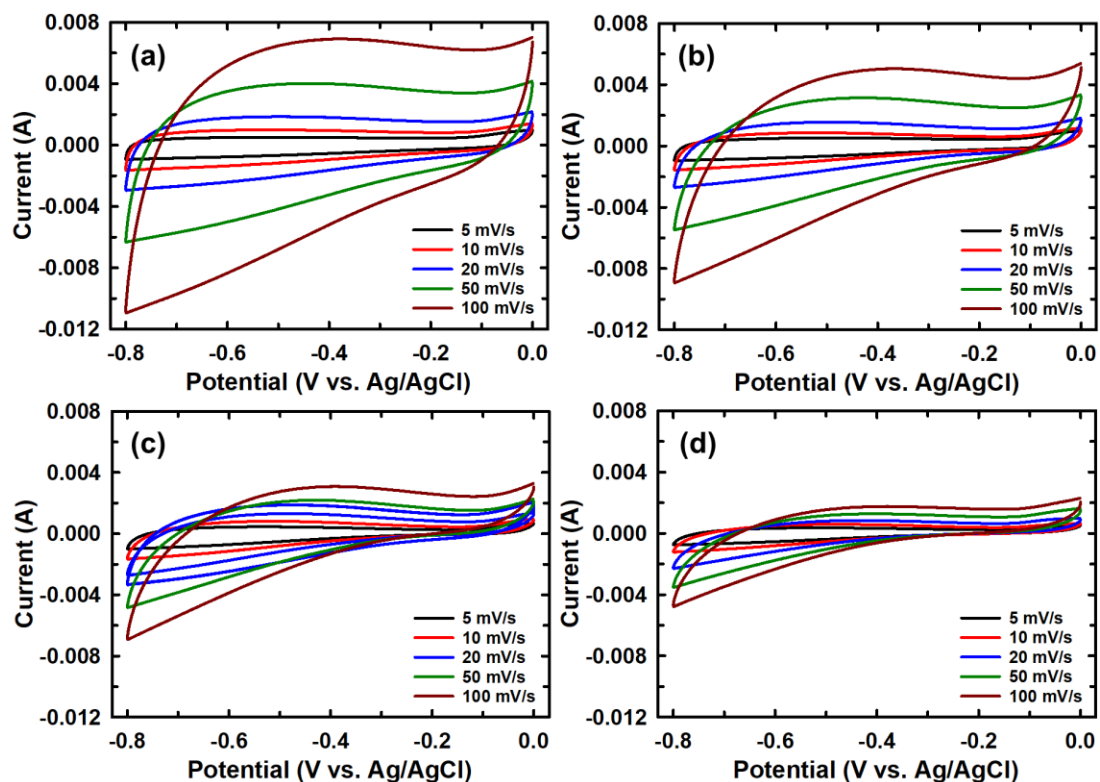 (a)
0.008
0.004
0.000
-0.004
-0.008
-0.012
Current (A)
5 mV/s
10 mV/s
20 mV/s
50 mV/s
100 mV/s
-0.8 -0.6 -0.4 -0.2 0.0
Potential (V vs. Ag/AgCl)
(b)
0.008
0.004
0.000
-0.004
-0.008
-0.012
Current (A)
5 mV/s
10 mV/s
20 mV/s
50 mV/s
100 mV/s
-0.8 -0.6 -0.4 -0.2 0.0
Potential (V vs. Ag/AgCl)
(c)
0.008
0.004
0.000
-0.004
-0.008
-0.012
Current (A)
5 mV/s
10 mV/s
20 mV/s
50 mV/s
100 mV/s
-0.8 -0.6 -0.4 -0.2 0.0
Potential (V vs. Ag/AgCl)
(d)
0.008
0.004
0.000
-0.004
-0.008
-0.012
Current (A)
5 mV/s
10 mV/s
20 mV/s
50 mV/s
100 mV/s
-0.8 -0.6 -0.4 -0.2 0.0
Potential (V vs. Ag/AgCl)